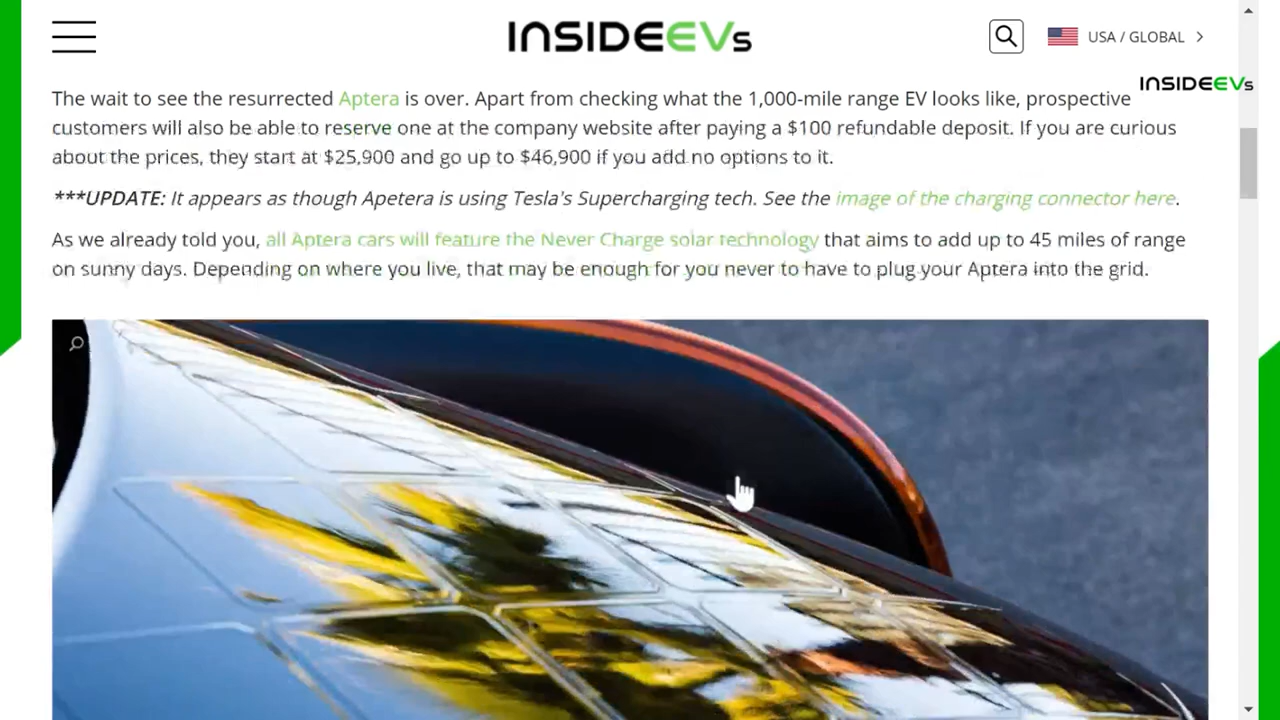 INSIDEEVs
USA / GLOBAL
INSIDEEVs
The wait to see the resurrected Aptera is over. Apart from checking what the 1,000-mile range EV looks like, prospective
customers will also be able to reserve one at the company website after paying a $100 refundable deposit. If you are curious
about the prices, they start at $25,900 and go up to $46,900 if you add no options to it.
***UPDATE: It appears as though Apetera is using Tesla's Supercharging tech. See the image of the charging connector here.
As we already told you, all Aptera cars will feature the Never Charge solar technology that aims to add up to 45 miles of range
on sunny days. Depending on where you live, that may be enough for you never to have to plug your Aptera into the grid.